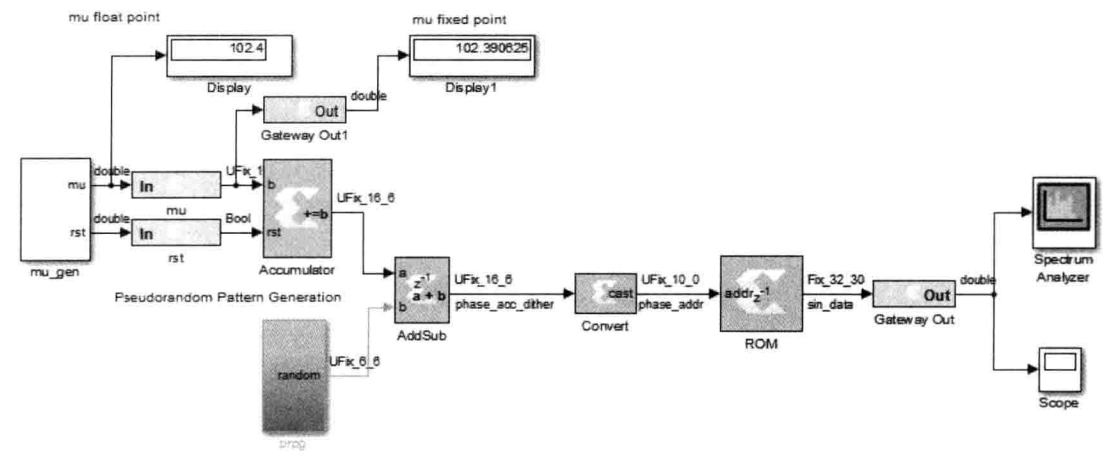 mu float point
mu fixed point
102.4
102.390625
Display
Display1
double
Out
Gateway Out1
double
UFix_1
mu
In
b
UFix_16_6
mu
+=b
double
Bool
rst
In
rst
mu_gen
rst
Accumulator
Pseudorandom Pattern Generation
a
z-1
a + b
b
AddSub
UFix_16_6
phase_acc_dither
cast
Convert
UFix_10_0
phase_addr
addr
z-1
ROM
Fix_32_30
sin_data
Out
Gateway Out
double
Spectrum
Analyzer
Scope
random
UFix_6_6